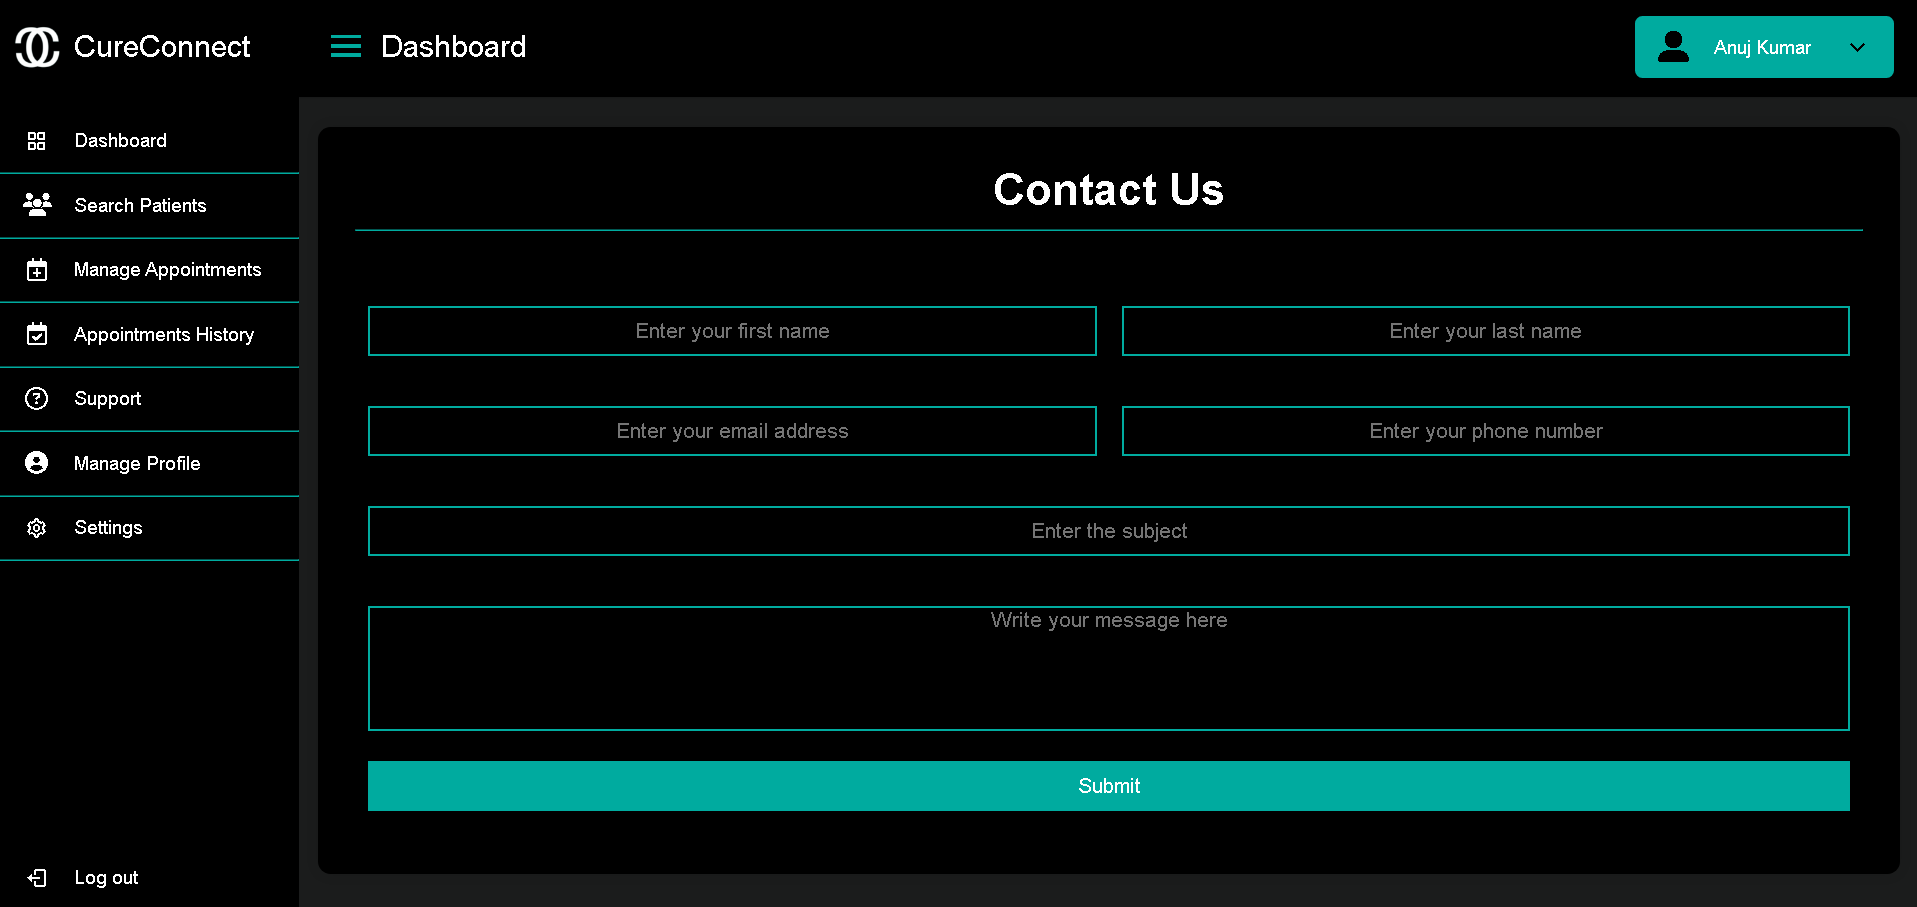 CureConnect
Dashboard
Anuj Kumar
Dashboard
Search Patients
Manage Appointments
Appointments History
Support
Manage Profile
Settings
Log out
Contact Us
Enter your first name
Enter your last name
Enter your email address
Enter your phone number
Enter the subject
Write your message here
Submit